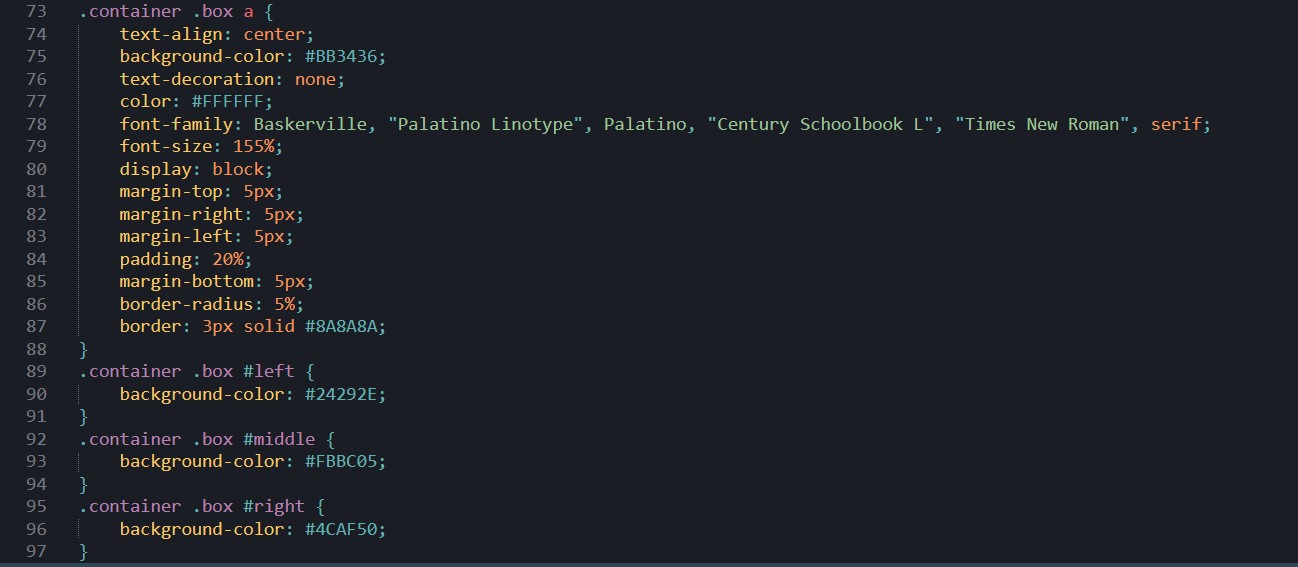 73 .container .box a {
74 text-align: center;
75 background-color: #BB3436;
76 text-decoration: none;
77 color: #FFFFFF;
78 font-family: Baskerville, "Palatino Linotype", Palatino, "Century Schoolbook L", "Times New Roman", serif;
79 font-size: 155%;
80 display: block;
81 margin-top: 5px;
82 margin-right: 5px;
83 margin-left: 5px;
84 padding: 20%;
85 margin-bottom: 5px;
86 border-radius: 5%;
87 border: 3px solid #8A8A8A;
88 }
89 .container .box #left {
90 background-color: #24292E;
91 }
92 .container .box #middle {
93 background-color: #FBBC05;
94 }
95 .container .box #right {
96 background-color: #4CAF50;
97 }